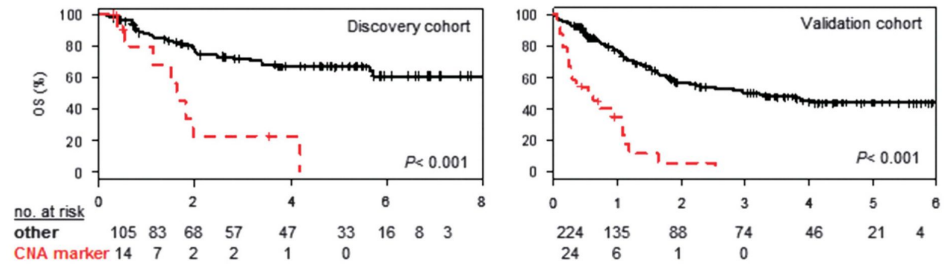 100
80
60
40
20
0
OS (%)
Discovery cohort
P< 0.001
0 2 4 6 8
100
80
60
40
20
0
Validation cohort
P< 0.001
0 1 2 3 4 5 6
no. at risk
other 105 83 68 57 47 33 16 8 3
CNA marker 14 7 2 2 1 0
224 135 88 74 46 21 4
24 6 1 0